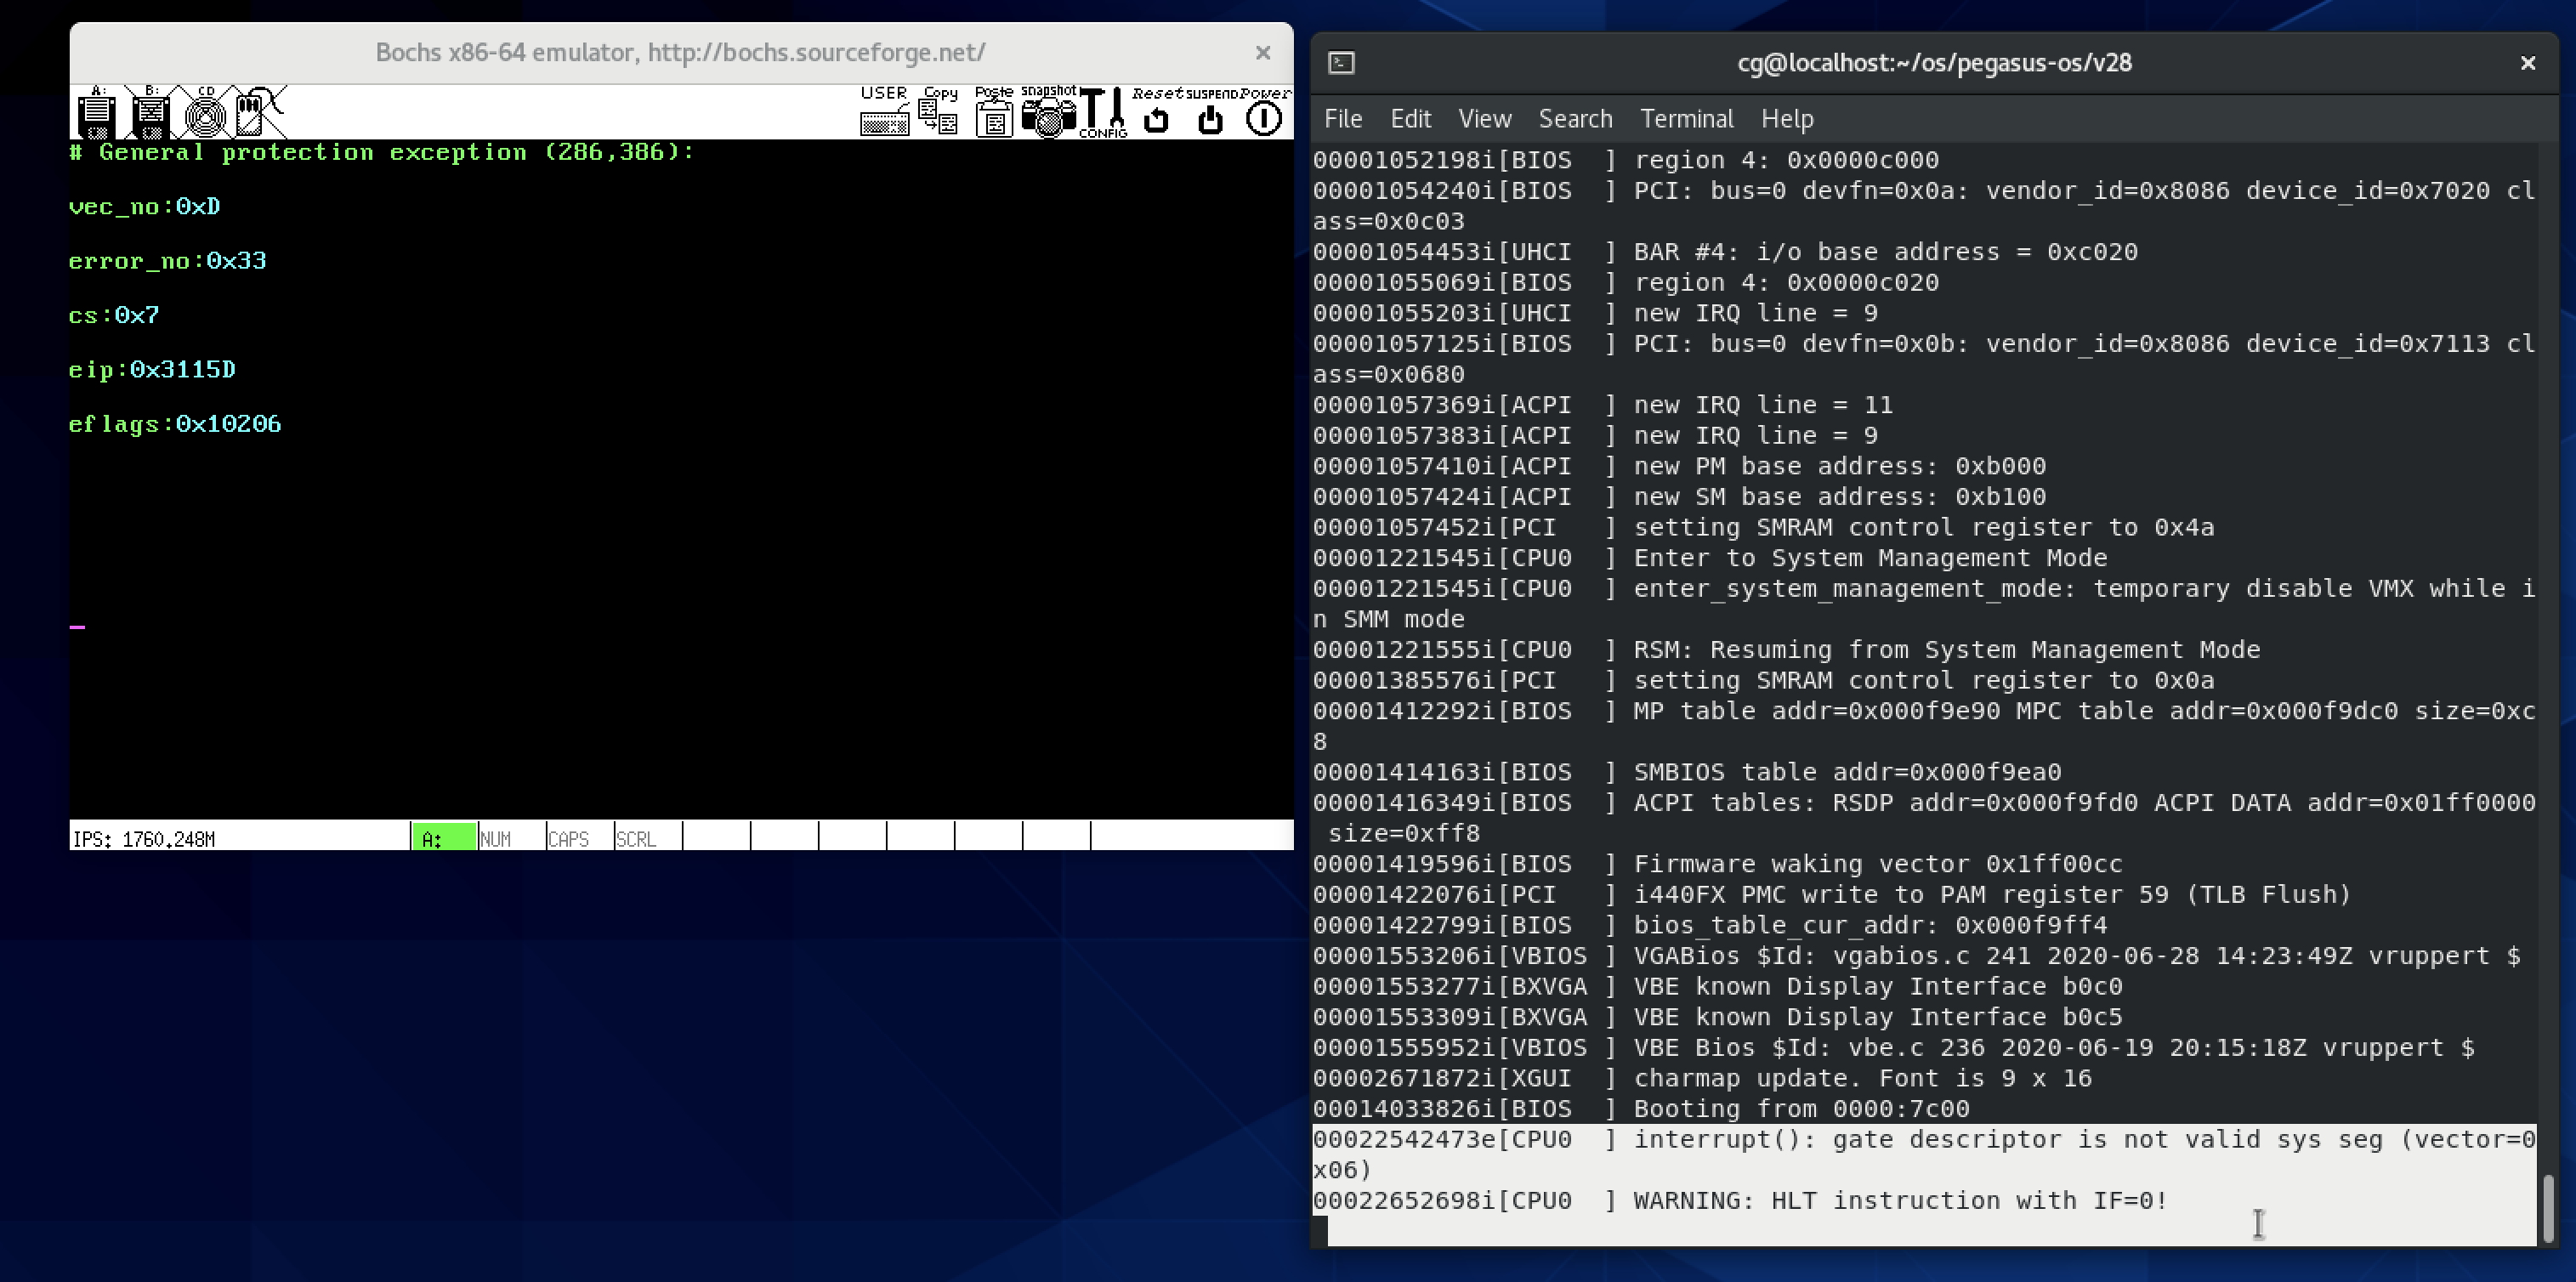 Bochs x86-64 emulator, http://bochs.sourceforge.net/
A: B: CD USER Copy Paste snapshot CONFIG Reset SUSPEND Power
# General protection exception (286,386):
vec_no:0xD
error_no:0x33
cs:0x7
eip:0x3115D
eflags:0x10206
IPS: 1760.248M A: NUM CAPS SCRL
cg@localhost:~/os/pegasus-os/v28
File Edit View Search Terminal Help
00001052198i[BIOS  ] region 4: 0x0000c000
00001054240i[BIOS  ] PCI: bus=0 devfn=0x0a: vendor_id=0x8086 device_id=0x7020 cl
ass=0x0c03
00001054453i[UHCI  ] BAR #4: i/o base address = 0xc020
00001055069i[BIOS  ] region 4: 0x0000c020
00001055203i[UHCI  ] new IRQ line = 9
00001057125i[BIOS  ] PCI: bus=0 devfn=0x0b: vendor_id=0x8086 device_id=0x7113 cl
ass=0x0680
00001057369i[ACPI  ] new IRQ line = 11
00001057383i[ACPI  ] new IRQ line = 9
00001057410i[ACPI  ] new PM base address: 0xb000
00001057424i[ACPI  ] new SM base address: 0xb100
00001057452i[PCI   ] setting SMRAM control register to 0x4a
00001221545i[CPU0  ] Enter to System Management Mode
00001221545i[CPU0  ] enter_system_management_mode: temporary disable VMX while i
n SMM mode
00001221555i[CPU0  ] RSM: Resuming from System Management Mode
00001385576i[PCI   ] setting SMRAM control register to 0x0a
00001412292i[BIOS  ] MP table addr=0x000f9e90 MPC table addr=0x000f9dc0 size=0xc
8
00001414163i[BIOS  ] SMBIOS table addr=0x000f9ea0
00001416349i[BIOS  ] ACPI tables: RSDP addr=0x000f9fd0 ACPI DATA addr=0x01ff0000
 size=0xff8
00001419596i[BIOS  ] Firmware waking vector 0x1ff00cc
00001422076i[PCI   ] i440FX PMC write to PAM register 59 (TLB Flush)
00001422799i[BIOS  ] bios_table_cur_addr: 0x000f9ff4
00001553206i[VBIOS ] VGABios $Id: vgabios.c 241 2020-06-28 14:23:49Z vruppert $
00001553277i[BXVGA ] VBE known Display Interface b0c0
00001553309i[BXVGA ] VBE known Display Interface b0c5
00001555952i[VBIOS ] VBE Bios $Id: vbe.c 236 2020-06-19 20:15:18Z vruppert $
00002671872i[XGUI  ] charmap update. Font is 9 x 16
00014033826i[BIOS  ] Booting from 0000:7c00
00022542473e[CPU0  ] interrupt(): gate descriptor is not valid sys seg (vector=0
x06)
00022652698i[CPU0  ] WARNING: HLT instruction with IF=0!